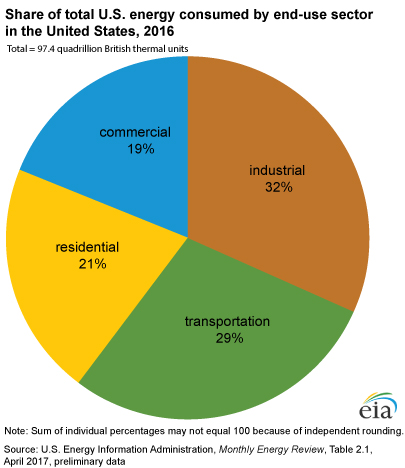 Share of total U.S. energy consumed by end-use sector
in the United States, 2016
Total = 97.4 quadrillion British thermal units
commercial
19%
industrial
32%
residential
21%
transportation
29%
eia
Note: Sum of individual percentages may not equal 100 because of independent rounding.
Source: U.S. Energy Information Administration, Monthly Energy Review, Table 2.1,
April 2017, preliminary data